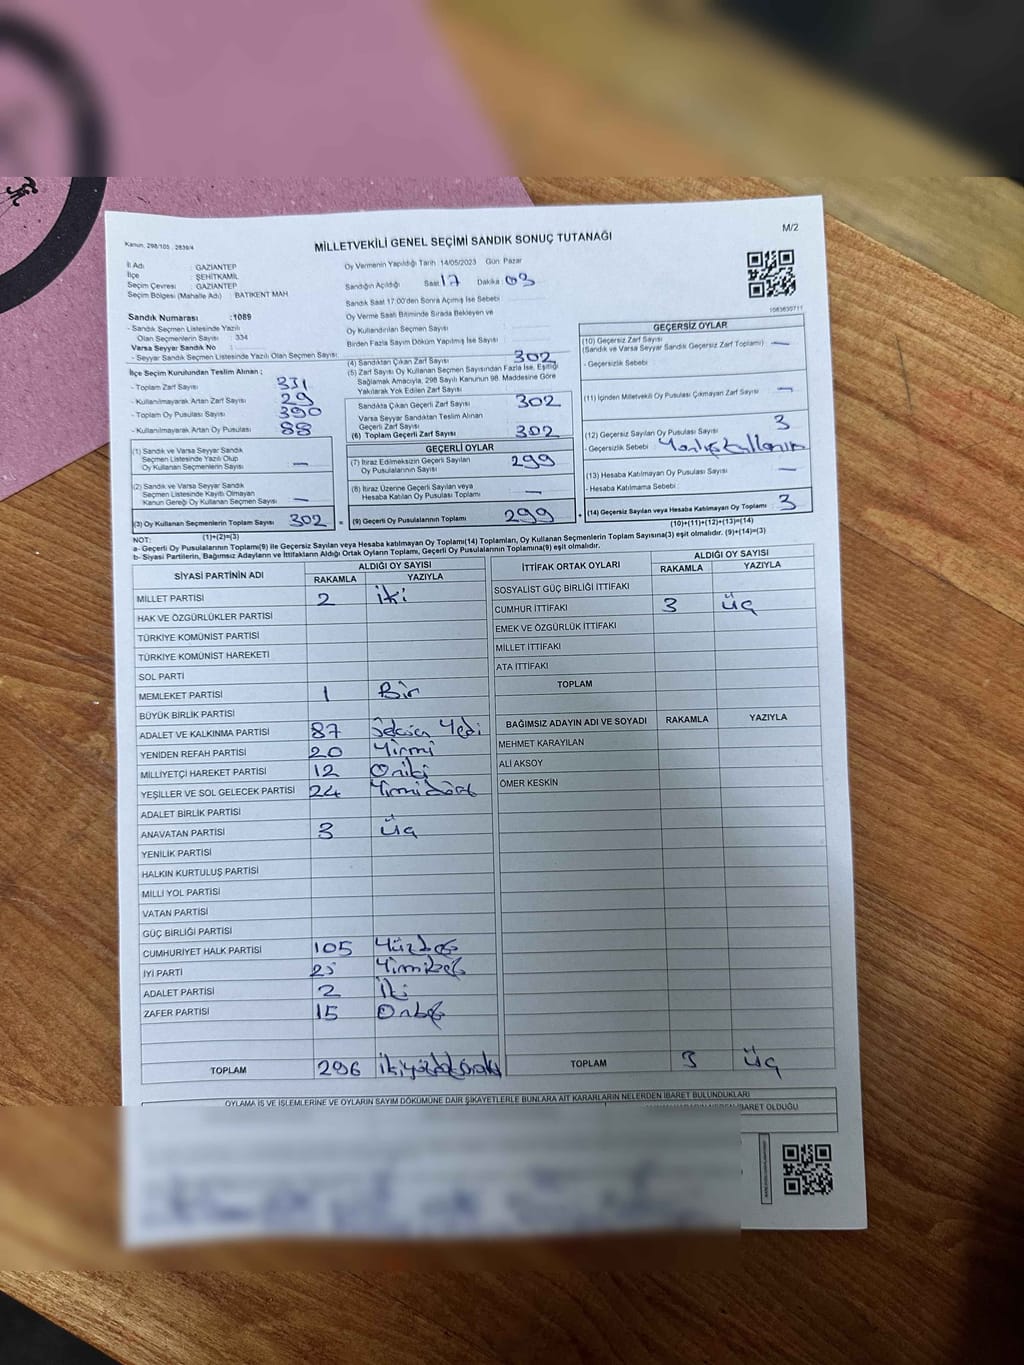 M/2
Kanun, 298/105, 2839/4
MİLLETVEKİLİ GENEL SEÇİMİ SANDIK SONUÇ TUTANAĞI
İl Adı : GAZİANTEP
İlçe : ŞEHİTKAMİL
Seçim Çevresi : GAZİANTEP
Seçim Bölgesi (Mahalle Adı) : BATIKENT MAH
Sandık Numarası : 1089
- Sandık Seçmen Listesinde Yazılı
Olan Seçmenlerin Sayısı : 334
Varsa Seyyar Sandık No :
- Seyyar Sandık Seçmen Listesinde Yazılı Olan Seçmen Sayısı:
Oy Vermenin Yapıldığı Tarih :14/05/2023 Gün: Pazar
Sandığın Açıldığı Saat: 17 Dakika: 03
Sandık Saat 17.00'den Sonra Açılmış İse Sebebi
Oy Verme Saati Bitiminde Sırada Bekleyen ve
Oy Kullandırılan Seçmen Sayısı
Birden Fazla Sayım Döküm Yapılmış İse Sayısı :
İlçe Seçim Kurulundan Teslim Alınan ;
- Toplam Zarf Sayısı : 331
- Kullanılmayarak Artan Zarf Sayısı : 29
- Toplam Oy Pusulası Sayısı : 390
- Kullanılmayarak Artan Oy Pusulası : 88
(1) Sandık ve Varsa Seyyar Sandık
Seçmen Listesinde Yazılı Olup
Oy Kullanan Seçmenlerin Sayısı —
(2) Sandık ve Varsa Seyyar Sandık
Seçmen Listesinde Kayıtlı Olmayan
Kanun Gereği Oy Kullanan Seçmen Sayısı —
(3) Oy Kullanan Seçmenlerin Toplam Sayısı 302 =
(1)+(2)=(3)
(4) Sandıktan Çıkan Zarf Sayısı 302
(5) Zarf Sayısı Oy Kullanan Seçmen Sayısından Fazla İse, Eşitliği
Sağlamak Amacıyla, 298 Sayılı Kanunun 98. Maddesine Göre
Yakılarak Yok Edilen Zarf Sayısı
Sandıkta Çıkan Geçerli Zarf Sayısı 302
Varsa Seyyar Sandıktan Teslim Alınan
Geçerli Zarf Sayısı
(6) Toplam Geçerli Zarf Sayısı 302
GEÇERLİ OYLAR
(7) İtiraz Edilmeksizin Geçerli Sayılan
Oy Pusulalarının Sayısı 299
(8) İtiraz Üzerine Geçerli Sayılan veya
Hesaba Katılan Oy Pusulası Toplamı —
(9) Geçerli Oy Pusulalarının Toplamı 299 +
1083630711
GEÇERSİZ OYLAR
(10) Geçersiz Zarf Sayısı
(Sandık ve Varsa Seyyar Sandık Geçersiz Zarf Toplamı) —
- Geçersizlik Sebebi
(11) İçinden Milletvekili Oy Pusulası Çıkmayan Zarf Sayısı —
(12) Geçersiz Sayılan Oy Pusulası Sayısı 3
- Geçersizlik Sebebi Yanlış Kullanım
(13) Hesaba Katılmayan Oy Pusulası Sayısı —
- Hesaba Katılmama Sebebi :
(14) Geçersiz Sayılan veya Hesaba Katılmayan Oy Toplamı 3
(10)+(11)+(12)+(13)=(14)
NOT:
a- Geçerli Oy Pusulalarının Toplamı(9) ile Geçersiz Sayılan veya Hesaba katılmayan Oy Toplamı(14) Toplamları, Oy Kullanan Seçmenlerin Toplam Sayısına(3) eşit olmalıdır. (9)+(14)=(3)
b- Siyasi Partilerin, Bağımsız Adayların ve İttifakların Aldığı Ortak Oyların Toplamı, Geçerli Oy Pusulalarının Toplamına(9) eşit olmalıdır.
SİYASİ PARTİNİN ADI ALDIĞI OY SAYISI
RAKAMLA YAZIYLA
MİLLET PARTİSİ 2 iki
HAK VE ÖZGÜRLÜKLER PARTİSİ
TÜRKİYE KOMÜNİST PARTİSİ
TÜRKİYE KOMÜNİST HAREKETİ
SOL PARTİ
MEMLEKET PARTİSİ 1 Bir
BÜYÜK BİRLİK PARTİSİ
ADALET VE KALKINMA PARTİSİ 87 Seksen Yedi
YENİDEN REFAH PARTİSİ 20 Yirmi
MİLLİYETÇİ HAREKET PARTİSİ 12 Oniki
YEŞİLLER VE SOL GELECEK PARTİSİ 24 Yirmidört
ADALET BİRLİK PARTİSİ
ANAVATAN PARTİSİ 3 üç
YENİLİK PARTİSİ
HALKIN KURTULUŞ PARTİSİ
MİLLİ YOL PARTİSİ
VATAN PARTİSİ
GÜÇ BİRLİĞİ PARTİSİ
CUMHURİYET HALK PARTİSİ 105 Yüzbeş
İYİ PARTİ 25 Yirmibeş
ADALET PARTİSİ 2 İki
ZAFER PARTİSİ 15 Onbeş
TOPLAM 296 ikiyüzdoksanaltı
İTTİFAK ORTAK OYLARI ALDIĞI OY SAYISI
RAKAMLA YAZIYLA
SOSYALİST GÜÇ BİRLİĞİ İTTİFAKI
CUMHUR İTTİFAKI 3 üç
EMEK VE ÖZGÜRLÜK İTTİFAKI
MİLLET İTTİFAKI
ATA İTTİFAKI
TOPLAM
BAĞIMSIZ ADAYIN ADI VE SOYADI RAKAMLA YAZIYLA
MEHMET KARAYILAN
ALİ AKSOY
ÖMER KESKİN
TOPLAM 3 üç
OYLAMA İŞ VE İŞLEMLERİNE VE OYLARIN SAYIM DÖKÜMÜNE DAİR ŞİKAYETLERLE BUNLARA AİT KARARLARIN NELERDEN İBARET BULUNDUKLARI
İBARET OLDUĞU